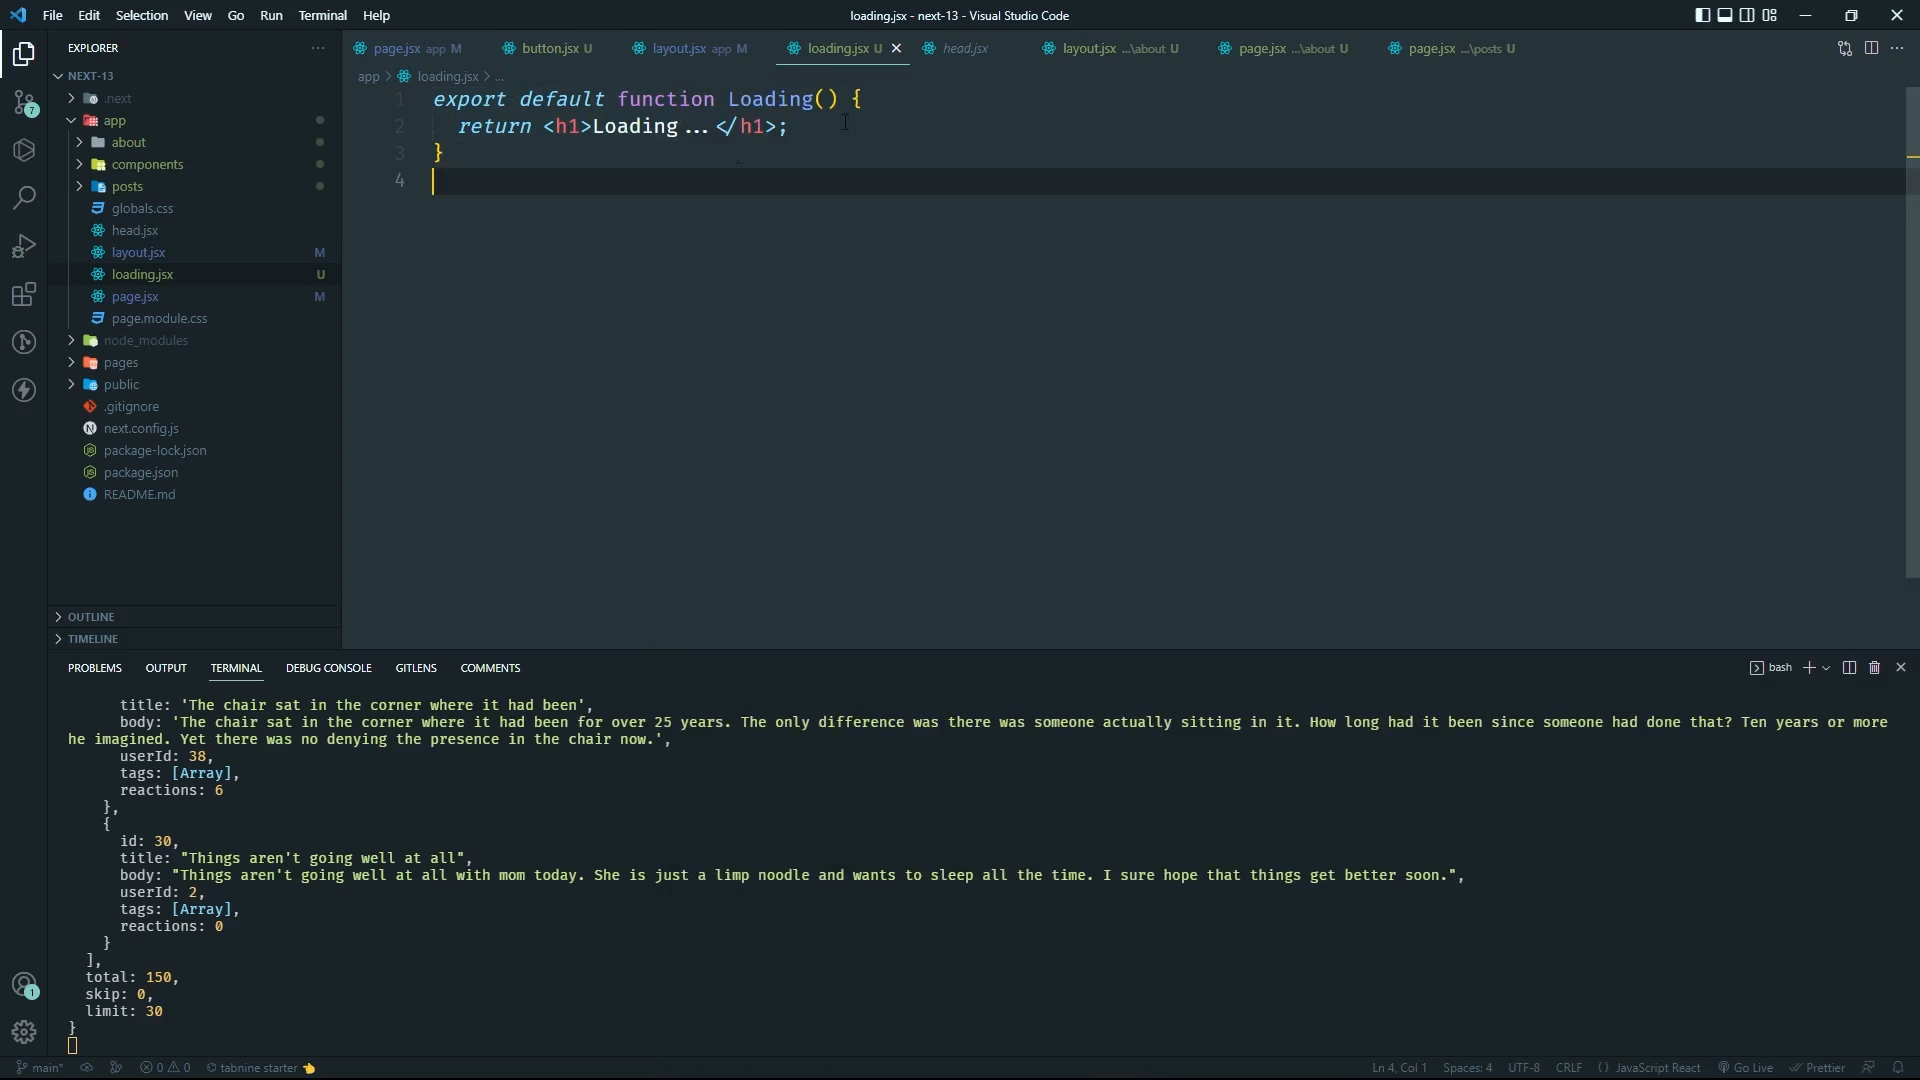 File Edit Selection View Go Run Terminal Help
loading.jsx - next-13 - Visual Studio Code
EXPLORER
NEXT-13
.next
app
about
components
posts
globals.css
head.jsx
layout.jsx M
loading.jsx U
page.jsx M
page.module.css
node_modules
pages
public
.gitignore
next.config.js
package-lock.json
package.json
README.md
OUTLINE
TIMELINE
7
1
page.jsx app M button.jsx U layout.jsx app M loading.jsx U head.jsx layout.jsx ...\about U page.jsx ...\about U page.jsx ...\posts U
app > loading.jsx > ...
1 export default function Loading() {
2 return <h1>Loading...</h1>;
3 }
4
PROBLEMS OUTPUT TERMINAL DEBUG CONSOLE GITLENS COMMENTS
bash
title: 'The chair sat in the corner where it had been',
body: 'The chair sat in the corner where it had been for over 25 years. The only difference was there was someone actually sitting in it. How long had it been since someone had done that? Ten years or more
he imagined. Yet there was no denying the presence in the chair now.',
userId: 38,
tags: [Array],
reactions: 6
},
{
id: 30,
title: "Things aren't going well at all",
body: "Things aren't going well at all with mom today. She is just a limp noodle and wants to sleep all the time. I sure hope that things get better soon.",
userId: 2,
tags: [Array],
reactions: 0
}
],
total: 150,
skip: 0,
limit: 30
}
main* 0 0 tabnine starter
Ln 4, Col 1 Spaces: 4 UTF-8 CRLF {} JavaScript React Go Live Prettier